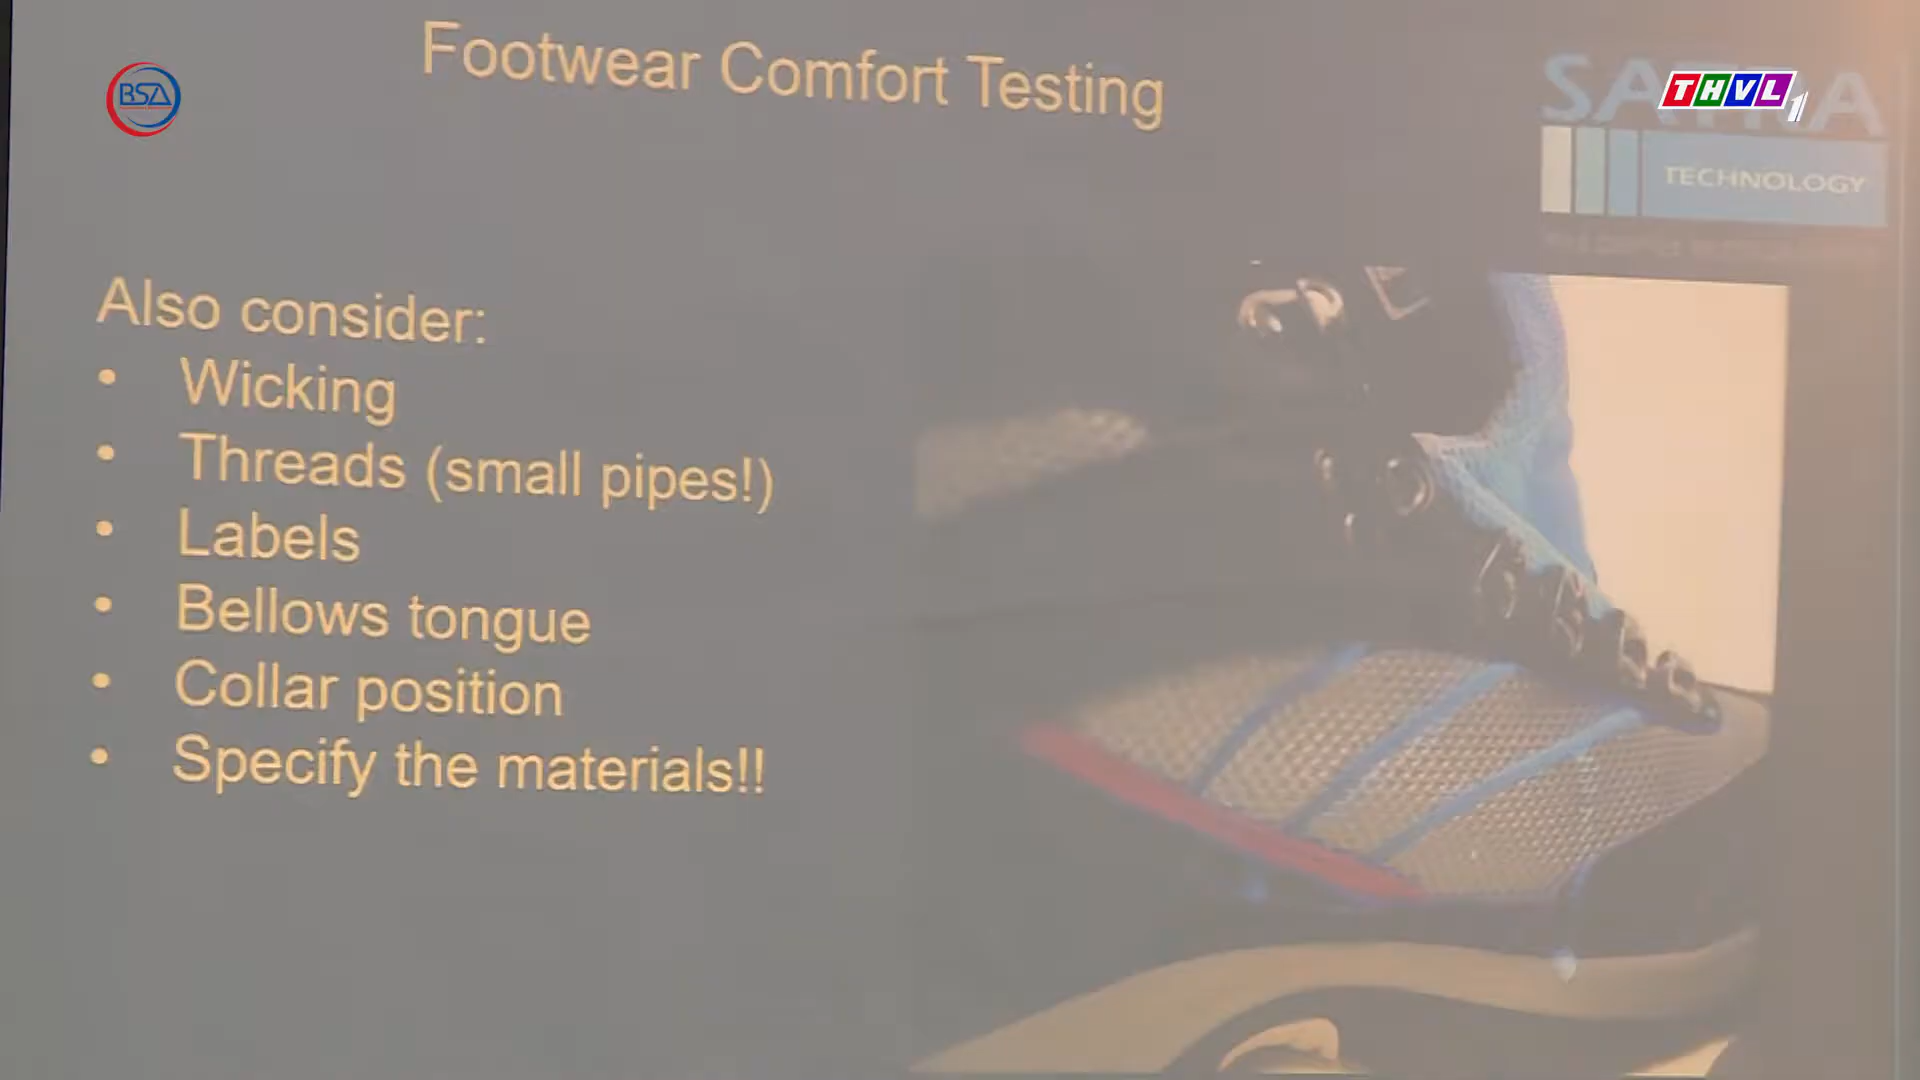 Footwear Comfort Testing
BSA
SATRA
THVL1
TECHNOLOGY
Also consider:
• Wicking
• Threads (small pipes!)
• Labels
• Bellows tongue
• Collar position
• Specify the materials!!